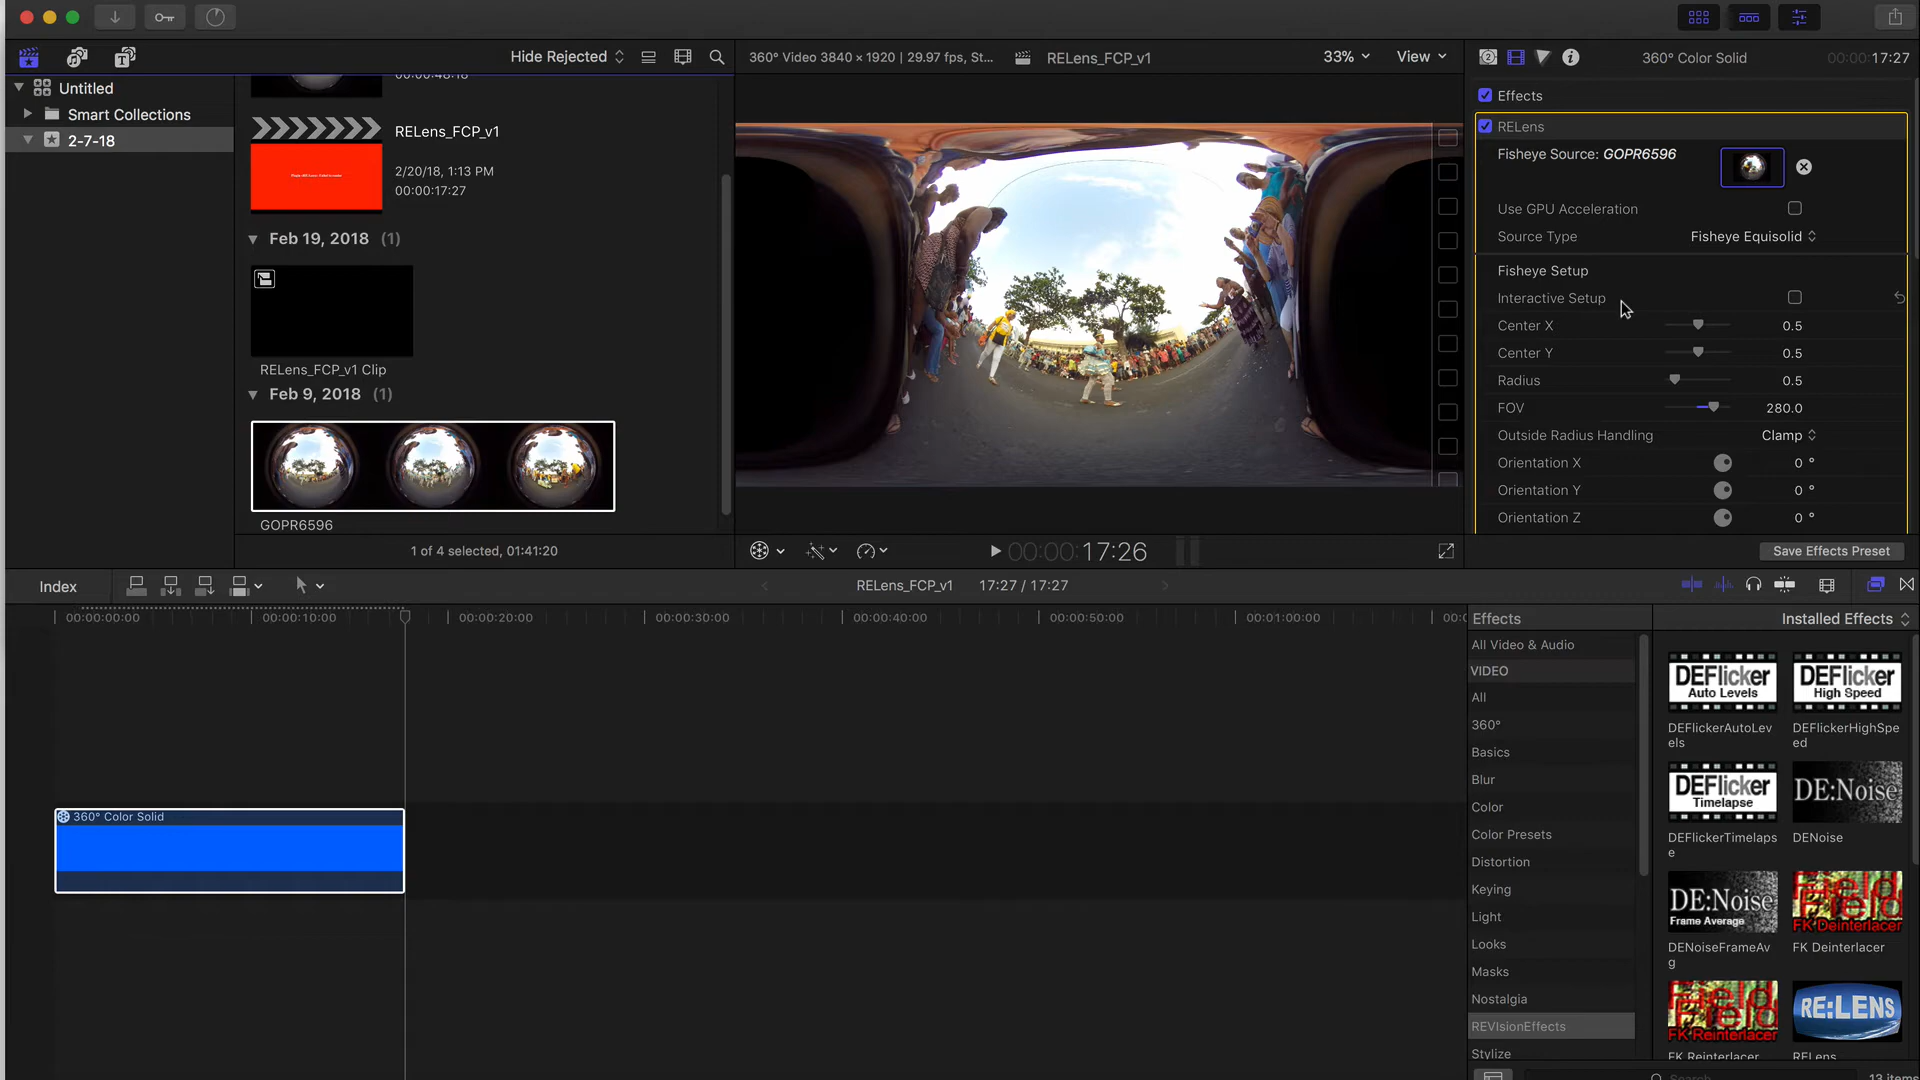 Hide Rejected
360° Video 3840 × 1920 | 29.97 fps, St...
RELens_FCP_v1
33%
View
360° Color Solid
00:00:17:27
Untitled
Smart Collections
2-7-18
00:00:48:18
RELens_FCP_v1
2/20/18, 1:13 PM
00:00:17:27
Feb 19, 2018 (1)
RELens_FCP_v1 Clip
Feb 9, 2018 (1)
GOPR6596
1 of 4 selected, 01:41:20
00:00:17:26
Effects
RELens
Fisheye Source: GOPR6596
Use GPU Acceleration
Source Type
Fisheye Equisolid
Fisheye Setup
Interactive Setup
Center X
0.5
Center Y
0.5
Radius
0.5
FOV
280.0
Outside Radius Handling
Clamp
Orientation X
0 °
Orientation Y
0 °
Orientation Z
0 °
Save Effects Preset
Index
RELens_FCP_v1
17:27 / 17:27
00:00:00:00
00:00:10:00
00:00:20:00
00:00:30:00
00:00:40:00
00:00:50:00
00:01:00:00
00:0
360° Color Solid
Effects
Installed Effects
All Video & Audio
VIDEO
All
360°
Basics
Blur
Color
Color Presets
Distortion
Keying
Light
Looks
Masks
Nostalgia
REVIsionEffects
Stylize
DEFlicker
Auto Levels
DEFlickerAutoLev
els
DEFlicker
High Speed
DEFlickerHighSpe
ed
DEFlicker
Timelapse
DEFlickerTimelaps
e
DE:Noise
DENoise
DE:Noise
Frame Average
DENoiseFrameAv
g
Field
FK Deinterlacer
FK Deinterlacer
Field
FK Reinterlacer
FK Reinterlacer
RE:LENS
RELens
Search
13 items